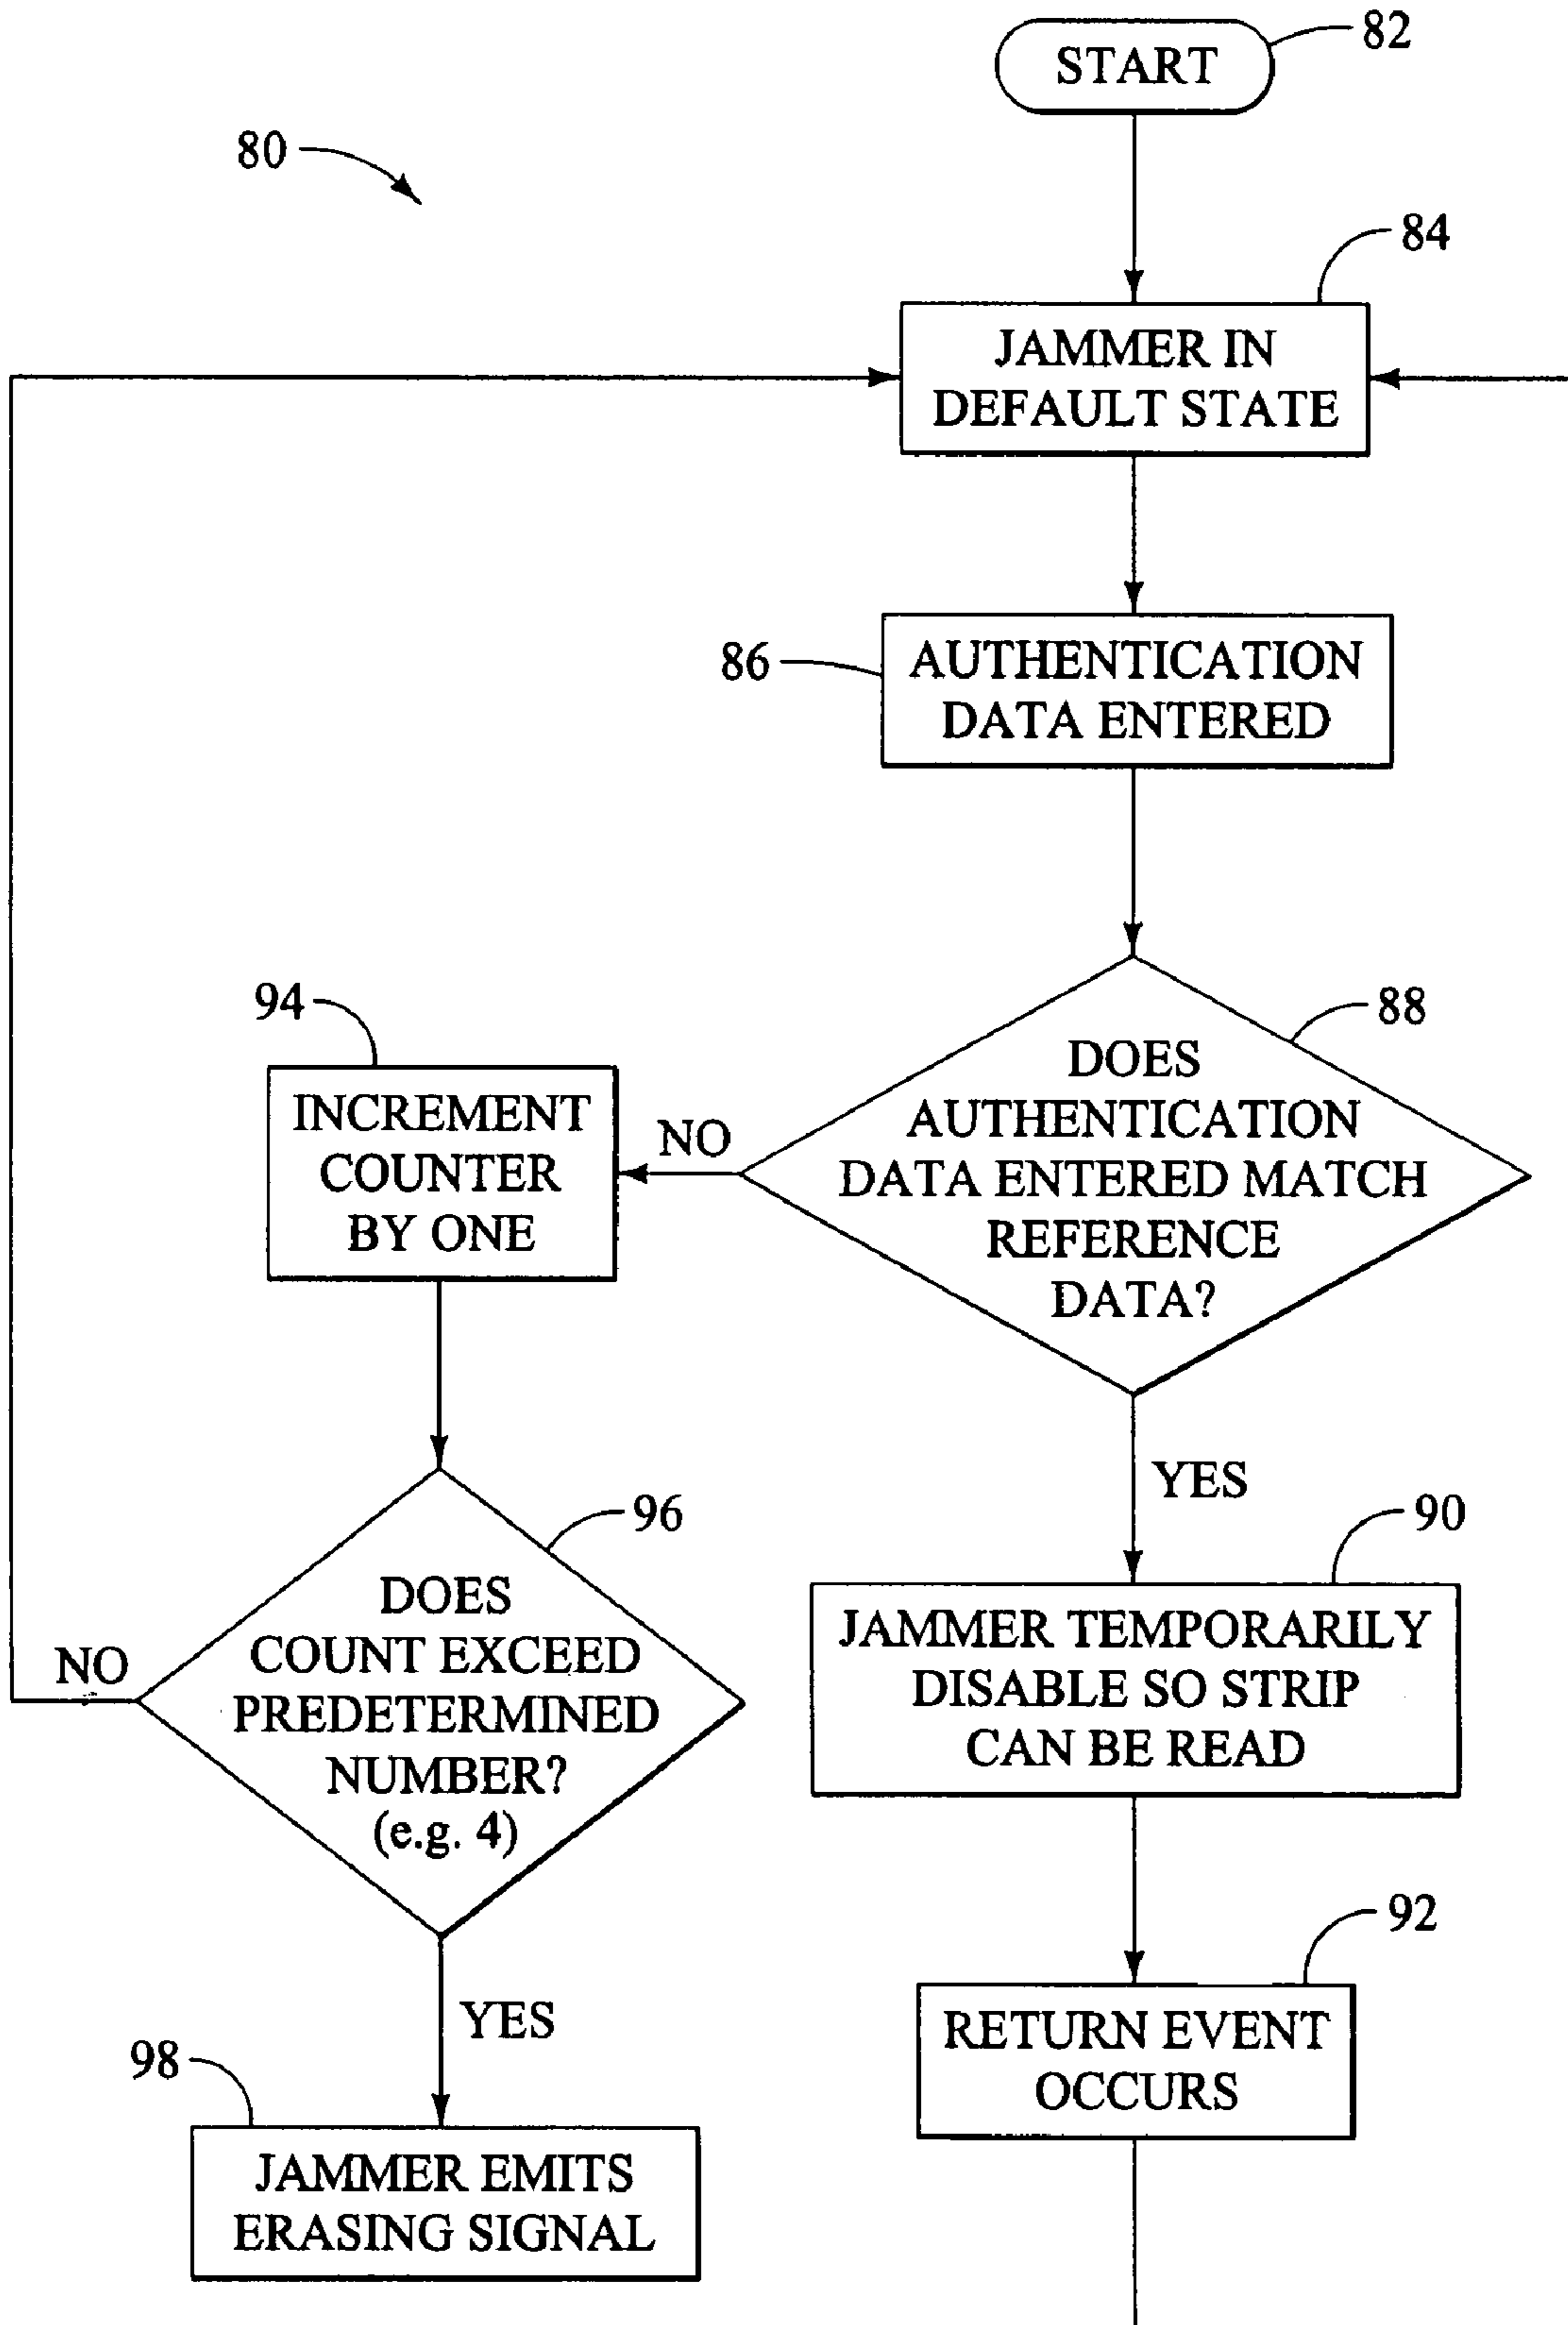 82
START
80
84
JAMMER IN
DEFAULT STATE
86
AUTHENTICATION
DATA ENTERED
94
88
INCREMENT
COUNTER
BY ONE
NO
DOES
AUTHENTICATION
DATA ENTERED MATCH
REFERENCE
DATA?
YES
96
90
DOES
COUNT EXCEED
PREDETERMINED
NUMBER?
(e.g. 4)
NO
JAMMER TEMPORARILY
DISABLE SO STRIP
CAN BE READ
92
YES
RETURN EVENT
OCCURS
98
JAMMER EMITS
ERASING SIGNAL